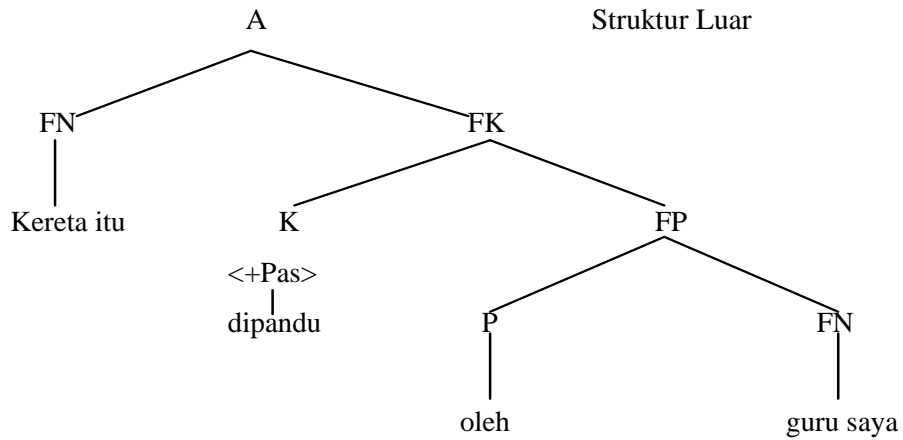 A Struktur Luar
FN FK
Kereta itu K FP
<+Pas>
dipandu P FN
oleh guru saya